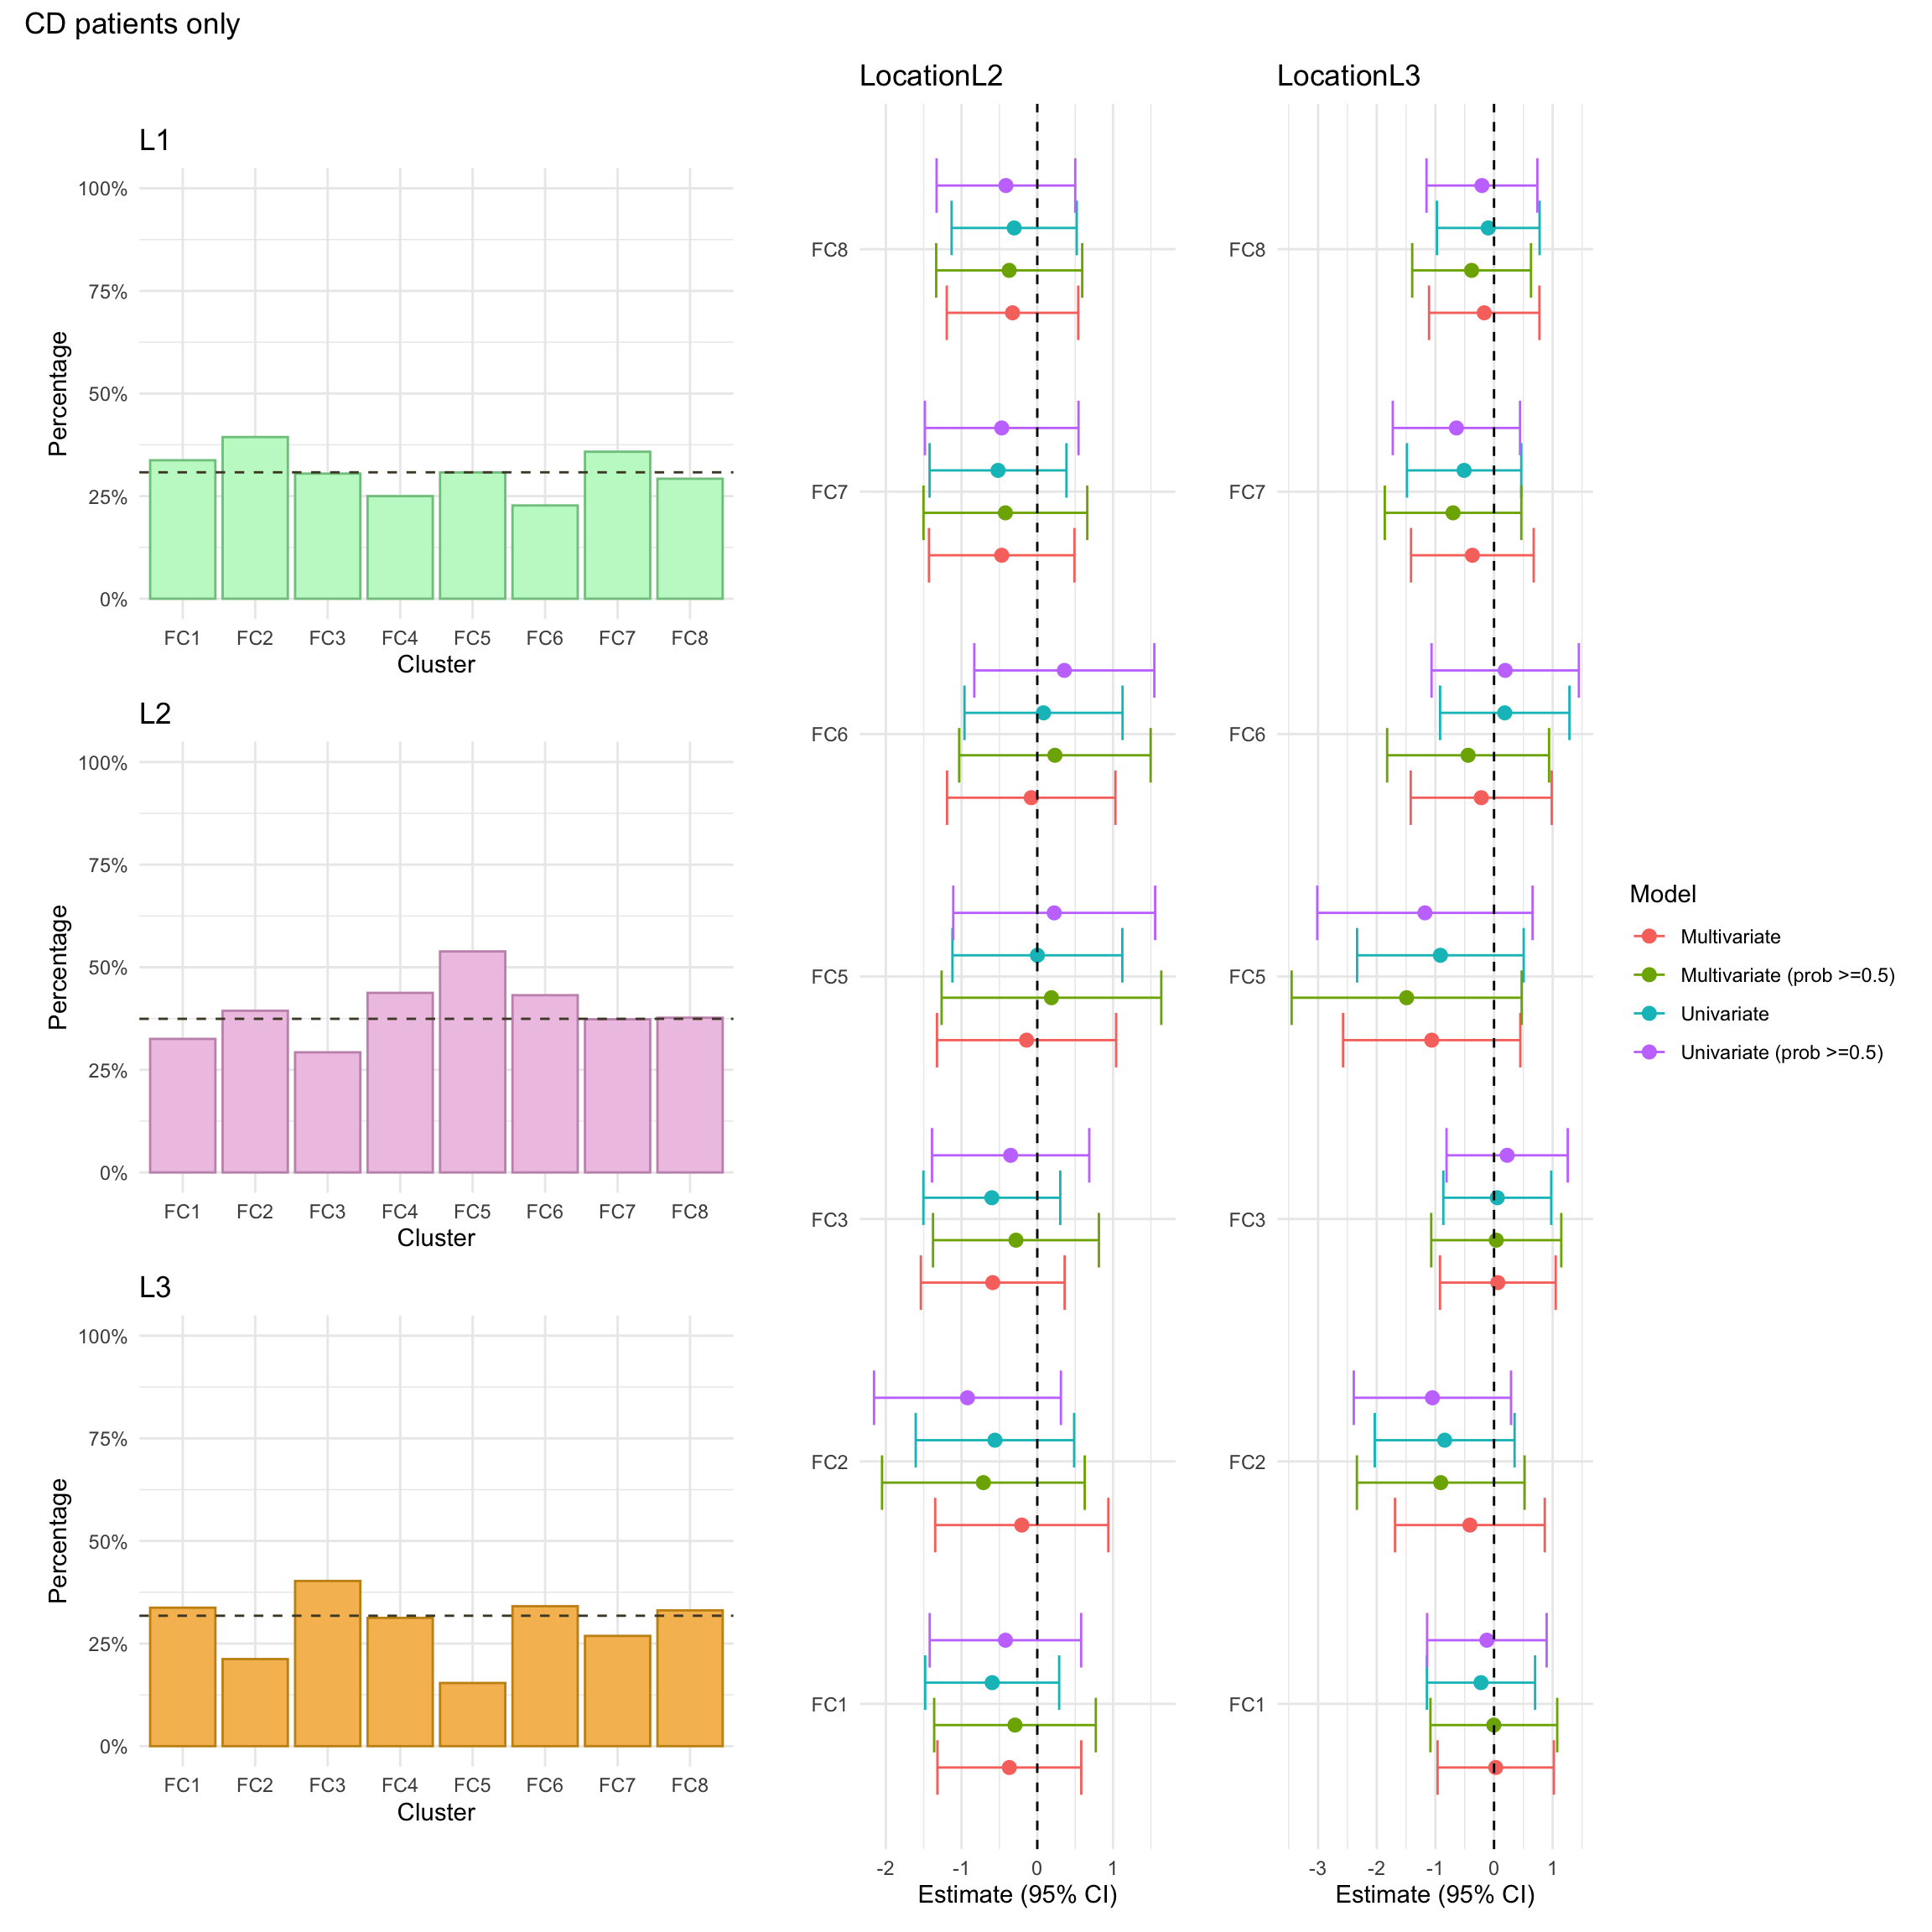 CD patients only
L1
100%
75%
50%
25%
0%
Percentage
FC1 FC2 FC3 FC4 FC5 FC6 FC7 FC8
Cluster
L2
100%
75%
50%
25%
0%
Percentage
FC1 FC2 FC3 FC4 FC5 FC6 FC7 FC8
Cluster
L3
100%
75%
50%
25%
0%
Percentage
FC1 FC2 FC3 FC4 FC5 FC6 FC7 FC8
Cluster
LocationL2
FC8
FC7
FC6
FC5
FC3
FC2
FC1
-2 -1 0 1
Estimate (95% CI)
LocationL3
FC8
FC7
FC6
FC5
FC3
FC2
FC1
-3 -2 -1 0 1
Estimate (95% CI)
Model
Multivariate
Multivariate (prob >=0.5)
Univariate
Univariate (prob >=0.5)